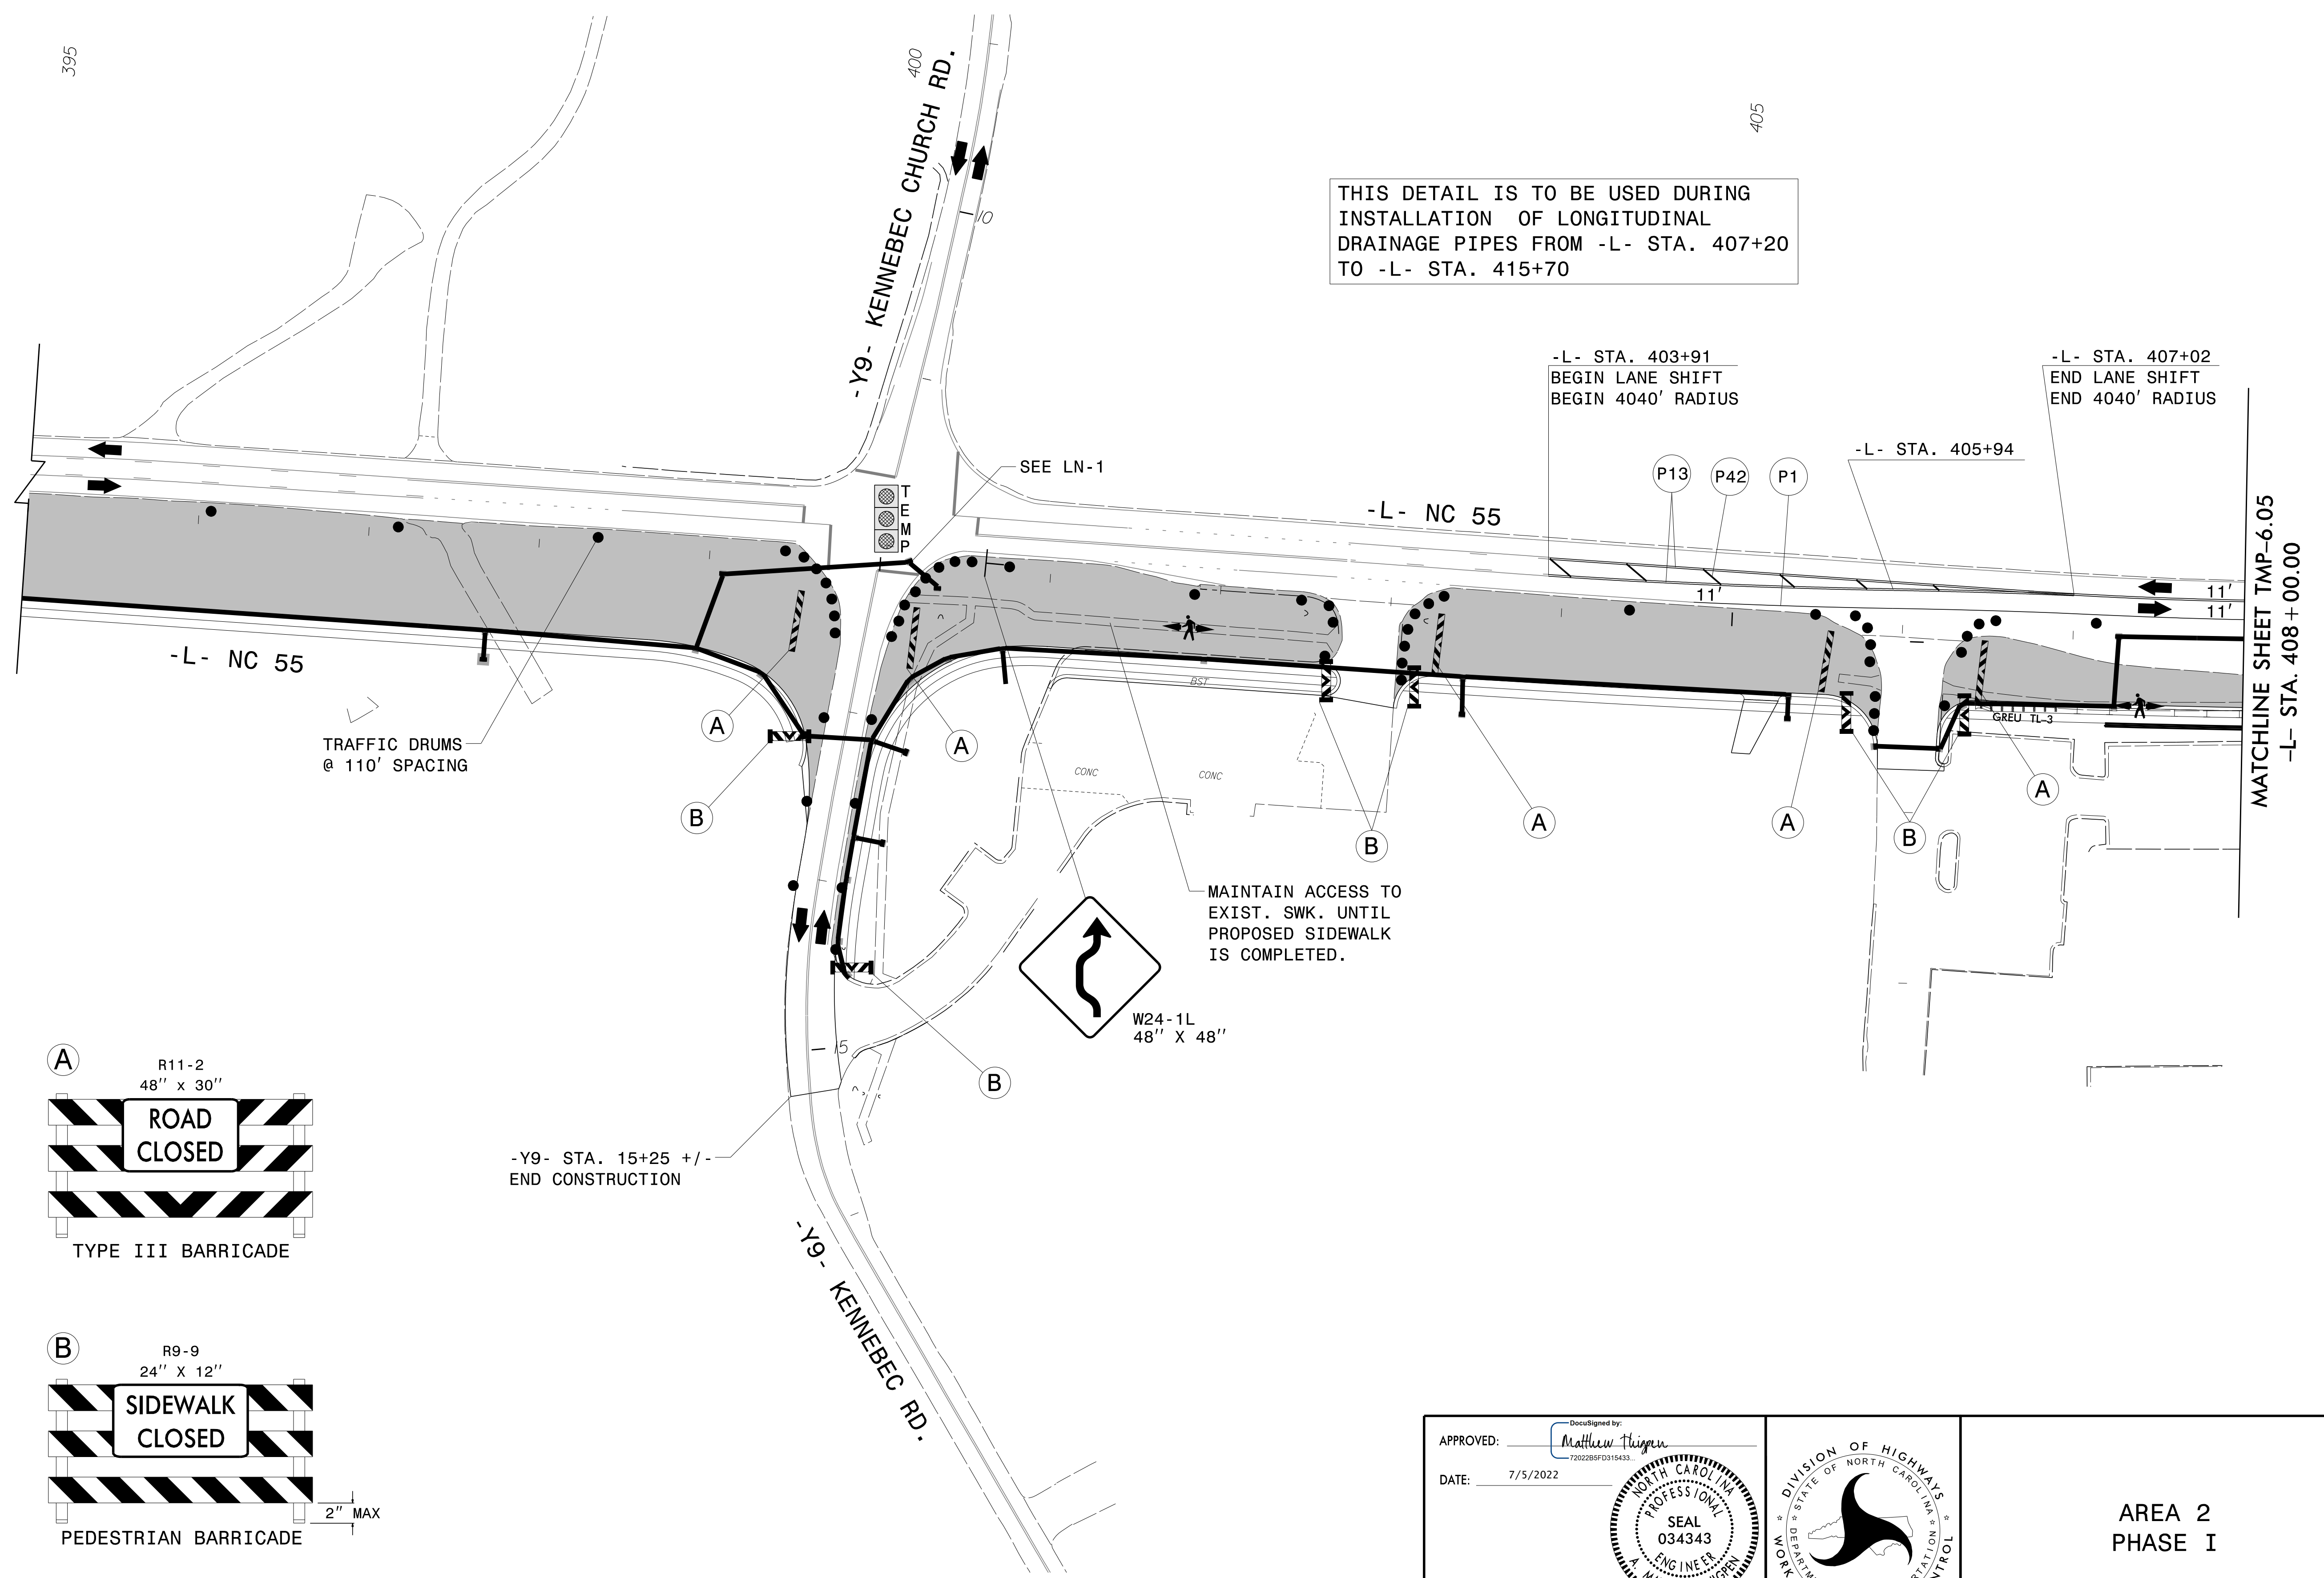 395
400
405
-Y9- KENNEBEC CHURCH RD.
10
THIS DETAIL IS TO BE USED DURING
INSTALLATION OF LONGITUDINAL
DRAINAGE PIPES FROM -L- STA. 407+20
TO -L- STA. 415+70
-L- STA. 403+91
BEGIN LANE SHIFT
BEGIN 4040' RADIUS
-L- STA. 407+02
END LANE SHIFT
END 4040' RADIUS
-L- STA. 405+94
SEE LN-1
P13
P42
P1
TEMP
-L- NC 55
11'
11'
11'
MATCHLINE SHEET TMP-6.05
-L- STA. 408+00.00
-L- NC 55
BST
GREU TL-3
A
A
TRAFFIC DRUMS
@ 110' SPACING
CONC
CONC
A
B
A
A
B
B
B
MAINTAIN ACCESS TO
EXIST. SWK. UNTIL
PROPOSED SIDEWALK
IS COMPLETED.
W24-1L
48" X 48"
15
B
A
R11-2
48" x 30"
ROAD
CLOSED
TYPE III BARRICADE
-Y9- STA. 15+25 +/-
END CONSTRUCTION
-Y9- KENNEBEC RD.
B
R9-9
24" X 12"
SIDEWALK
CLOSED
2" MAX
PEDESTRIAN BARRICADE
APPROVED:
DocuSigned by:
Matthew Thigpen
72022B5FD315433...
DATE: 7/5/2022
NORTH CAROLINA
PROFESSIONAL
SEAL
034343
ENGINEER
DIVISION OF HIGHWAYS
STATE OF NORTH CAROLINA
AREA 2
PHASE I